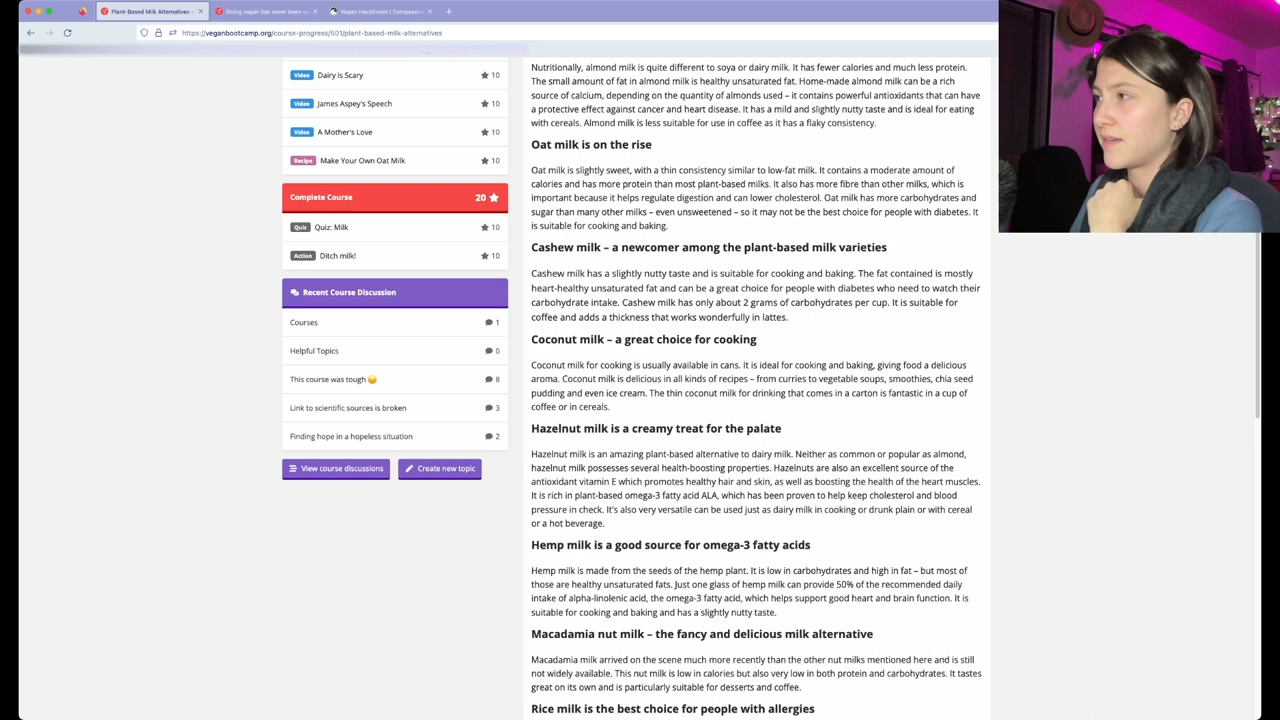 Plant-Based Milk Alternatives -
Going vegan has never been so
Vegan Hacktivists | Compassion
https://veganbootcamp.org/course-progress/501/plant-based-milk-alternatives
Video Dairy is Scary 10
Video James Aspey's Speech 10
Video A Mother's Love 10
Recipe Make Your Own Oat Milk 10
Complete Course 20
Quiz Quiz: Milk 10
Action Ditch milk! 10
Recent Course Discussion
Courses 1
Helpful Topics 0
This course was tough 😔 8
Link to scientific sources is broken 3
Finding hope in a hopeless situation 2
View course discussions
Create new topic
Nutritionally, almond milk is quite different to soya or dairy milk. It has fewer calories and much less protein.
The small amount of fat in almond milk is healthy unsaturated fat. Home-made almond milk can be a rich
source of calcium, depending on the quantity of almonds used – it contains powerful antioxidants that can have
a protective effect against cancer and heart disease. It has a mild and slightly nutty taste and is ideal for eating
with cereals. Almond milk is less suitable for use in coffee as it has a flaky consistency.
Oat milk is on the rise
Oat milk is slightly sweet, with a thin consistency similar to low-fat milk. It contains a moderate amount of
calories and has more protein than most plant-based milks. It also has more fibre than other milks, which is
important because it helps regulate digestion and can lower cholesterol. Oat milk has more carbohydrates and
sugar than many other milks – even unsweetened – so it may not be the best choice for people with diabetes. It
is suitable for cooking and baking.
Cashew milk – a newcomer among the plant-based milk varieties
Cashew milk has a slightly nutty taste and is suitable for cooking and baking. The fat contained is mostly
heart-healthy unsaturated fat and can be a great choice for people with diabetes who need to watch their
carbohydrate intake. Cashew milk has only about 2 grams of carbohydrates per cup. It is suitable for
coffee and adds a thickness that works wonderfully in lattes.
Coconut milk – a great choice for cooking
Coconut milk for cooking is usually available in cans. It is ideal for cooking and baking, giving food a delicious
aroma. Coconut milk is delicious in all kinds of recipes – from curries to vegetable soups, smoothies, chia seed
pudding and even ice cream. The thin coconut milk for drinking that comes in a carton is fantastic in a cup of
coffee or in cereals.
Hazelnut milk is a creamy treat for the palate
Hazelnut milk is an amazing plant-based alternative to dairy milk. Neither as common or popular as almond,
hazelnut milk possesses several health-boosting properties. Hazelnuts are also an excellent source of the
antioxidant vitamin E which promotes healthy hair and skin, as well as boosting the health of the heart muscles.
It is rich in plant-based omega-3 fatty acid ALA, which has been proven to help keep cholesterol and blood
pressure in check. It's also very versatile can be used just as dairy milk in cooking or drunk plain or with cereal
or a hot beverage.
Hemp milk is a good source for omega-3 fatty acids
Hemp milk is made from the seeds of the hemp plant. It is low in carbohydrates and high in fat – but most of
those are healthy unsaturated fats. Just one glass of hemp milk can provide 50% of the recommended daily
intake of alpha-linolenic acid, the omega-3 fatty acid, which helps support good heart and brain function. It is
suitable for cooking and baking and has a slightly nutty taste.
Macadamia nut milk – the fancy and delicious milk alternative
Macadamia milk arrived on the scene much more recently than the other nut milks mentioned here and is still
not widely available. This nut milk is low in calories but also very low in both protein and carbohydrates. It tastes
great on its own and is particularly suitable for desserts and coffee.
Rice milk is the best choice for people with allergies